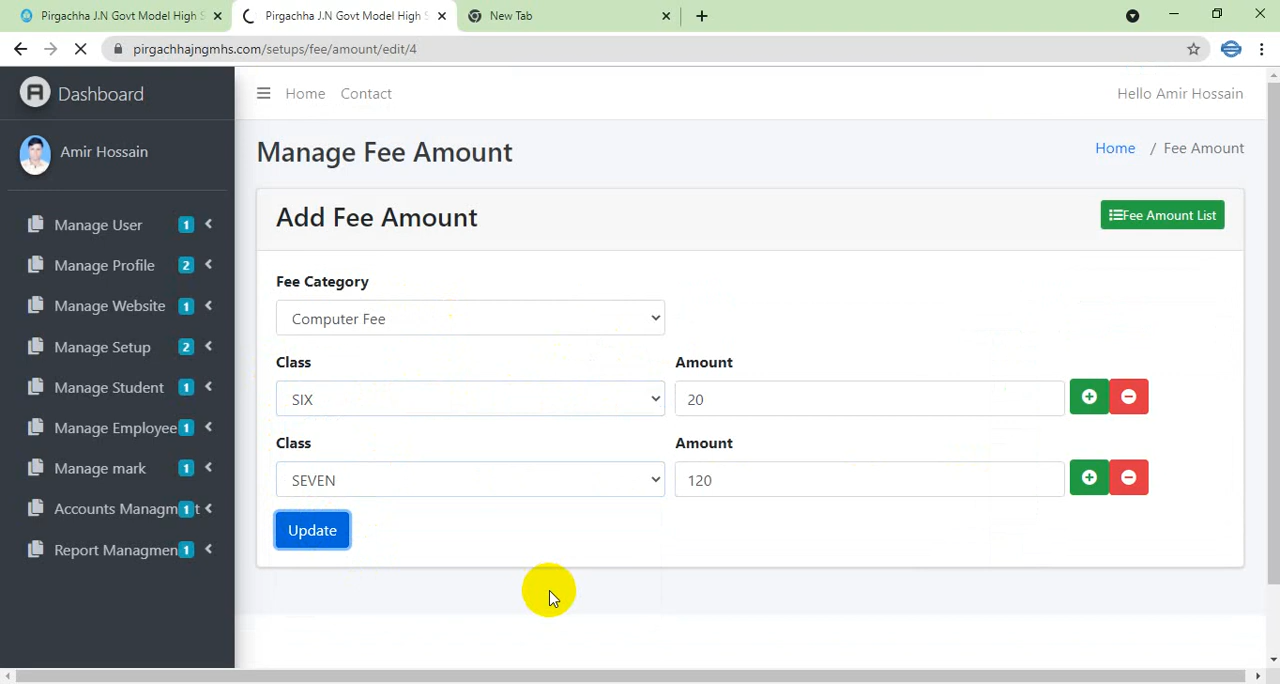 Pirgachha J.N Govt Model High S
Pirgachha J.N Govt Model High S
New Tab
pirgachhajngmhs.com/setups/fee/amount/edit/4
Dashboard
Home
Contact
Hello Amir Hossain
Amir Hossain
Manage Fee Amount
Home / Fee Amount
Add Fee Amount
Fee Amount List
Manage User 1
Manage Profile 2
Manage Website 1
Manage Setup 2
Manage Student 1
Manage Employee 1
Manage mark 1
Accounts Managm 1 t
Report Managmen 1
Fee Category
Computer Fee
Class
Amount
SIX
20
Class
Amount
SEVEN
120
Update